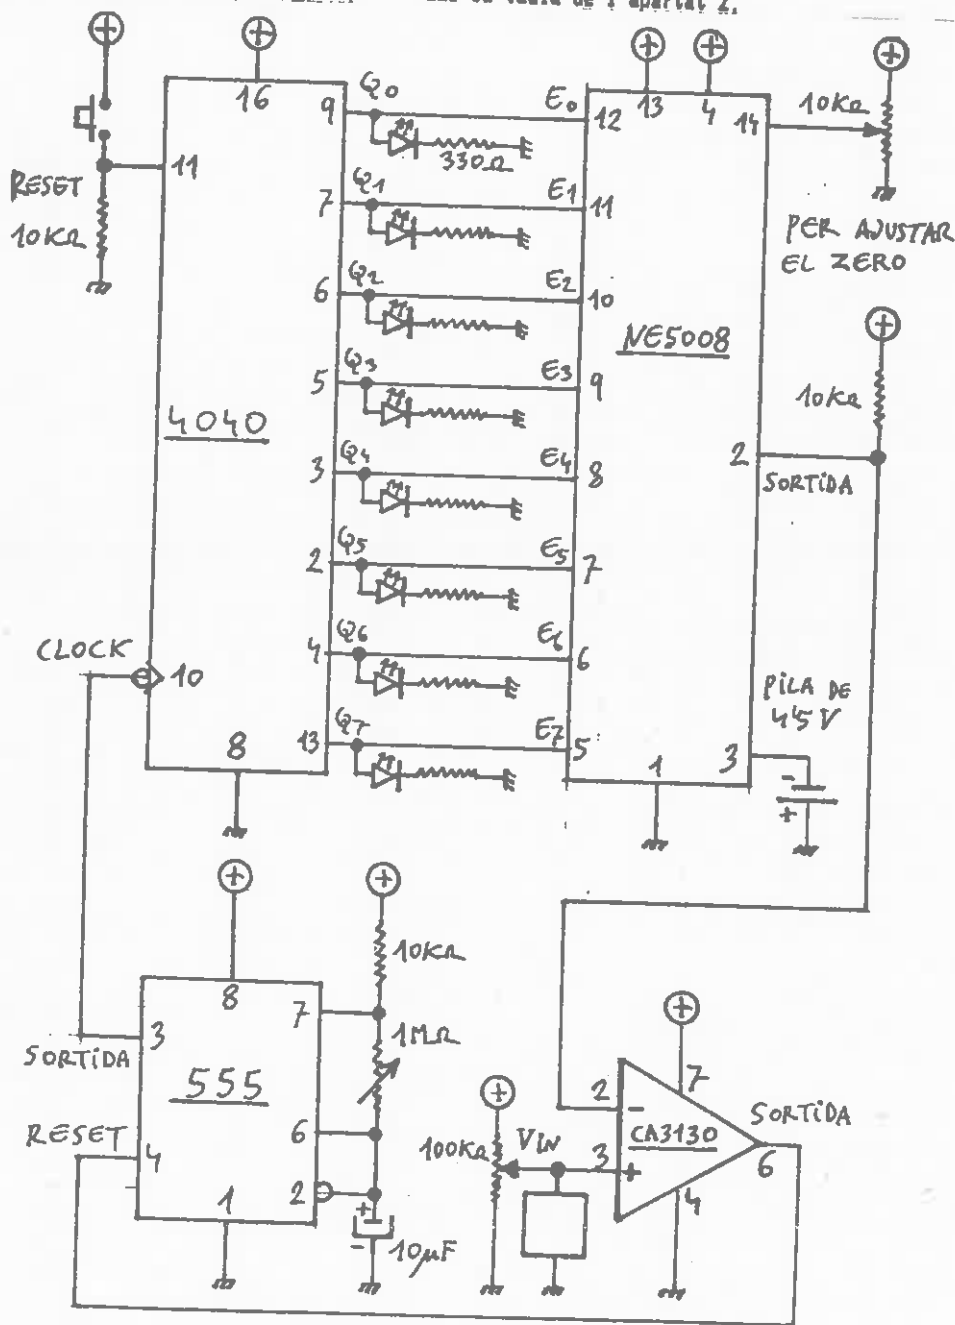 de l'apartat 2.
16
9
Q0
E0
12
13
4
14
10KΩ
11
330Ω
RESET
10KΩ
7
Q1
E1
11
PER AJUSTAR
EL ZERO
6
Q2
E2
10
NE5008
5
Q3
E3
9
10KΩ
4040
3
Q4
E4
8
2
SORTIDA
2
Q5
E5
7
CLOCK
10
4
Q6
E6
6
PILA DE
45V
8
13
Q7
E7
5
1
3
-
+
8
7
10KΩ
3
1MΩ
SORTIDA
555
RESET
4
6
1
2
+
-
10µF
100KΩ
VIN
2
-
7
CA3130
SORTIDA
3
+
6
4